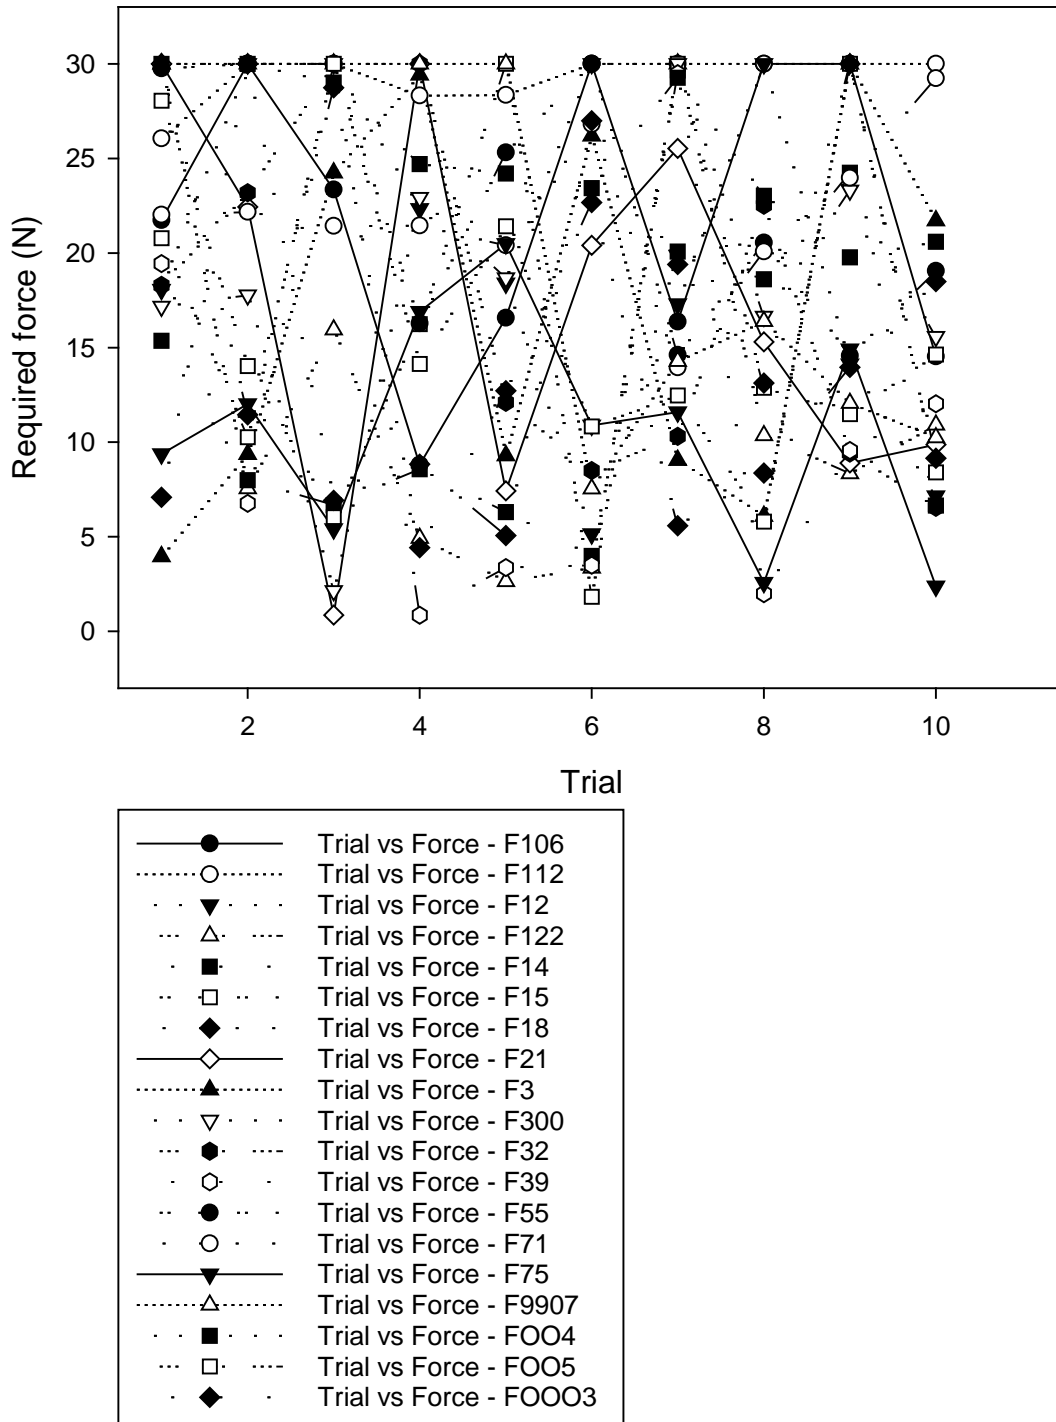 30
25
20
15
10
5
0
Required force (N)
2 4 6 8 10
Trial
Trial vs Force - F106
Trial vs Force - F112
Trial vs Force - F12
Trial vs Force - F122
Trial vs Force - F14
Trial vs Force - F15
Trial vs Force - F18
Trial vs Force - F21
Trial vs Force - F3
Trial vs Force - F300
Trial vs Force - F32
Trial vs Force - F39
Trial vs Force - F55
Trial vs Force - F71
Trial vs Force - F75
Trial vs Force - F9907
Trial vs Force - FOO4
Trial vs Force - FOO5
Trial vs Force - FOOO3